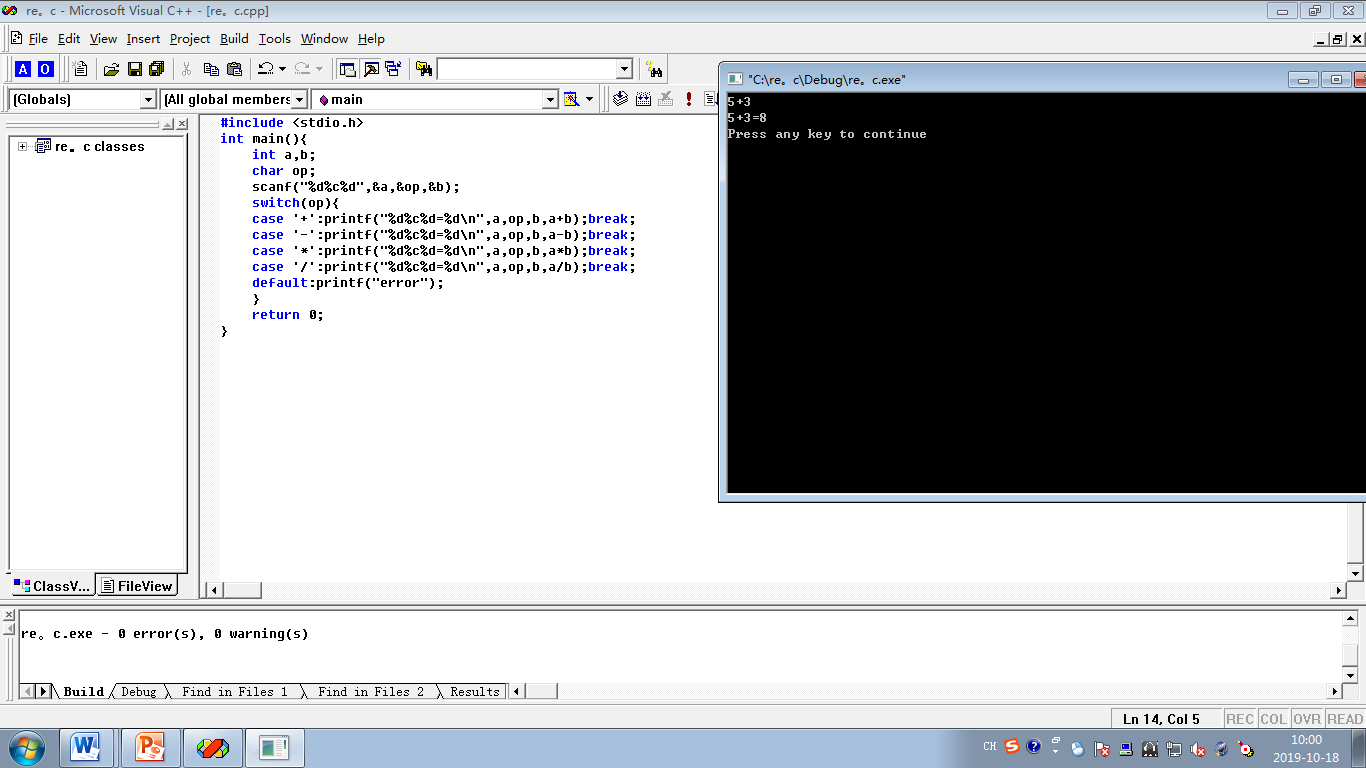 re。c - Microsoft Visual C++ - [re。c.cpp]
File Edit View Insert Project Build Tools Window Help
A O
(Globals) (All global members main
re。c classes
ClassV... FileView
#include <stdio.h>
int main(){
    int a,b;
    char op;
    scanf("%d%c%d",&a,&op,&b);
    switch(op){
    case '+':printf("%d%c%d=%d\n",a,op,b,a+b);break;
    case '-':printf("%d%c%d=%d\n",a,op,b,a-b);break;
    case '*':printf("%d%c%d=%d\n",a,op,b,a*b);break;
    case '/':printf("%d%c%d=%d\n",a,op,b,a/b);break;
    default:printf("error");
    }
    return 0;
}
"C:\re。c\Debug\re。c.exe"
5+3
5+3=8
Press any key to continue
re。c.exe - 0 error(s), 0 warning(s)
Build Debug Find in Files 1 Find in Files 2 Results
Ln 14, Col 5 REC COL OVR READ
CH 10:00
2019-10-18